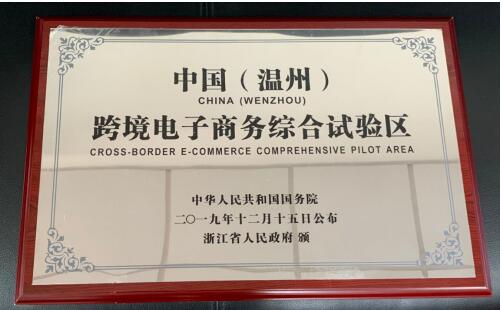 中国（温州）
CHINA (WENZHOU)
跨境电子商务综合试验区
CROSS-BORDER E-COMMERCE COMPREHENSIVE PILOT AREA
中华人民共和国国务院
二〇一九年十二月十五日公布
浙江省人民政府 颁